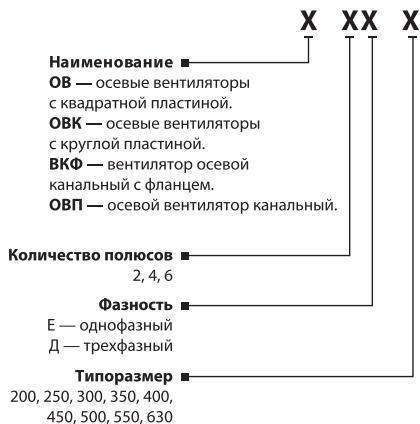 X XX X
Наименование
ОВ — осевые вентиляторы
с квадратной пластиной.
ОВК — осевые вентиляторы
с круглой пластиной.
ВКФ — вентилятор осевой
канальный с фланцем.
ОВП — осевой вентилятор канальный.
Количество полюсов
2, 4, 6
Фазность
Е — однофазный
Д — трехфазный
Типоразмер
200, 250, 300, 350, 400,
450, 500, 550, 630